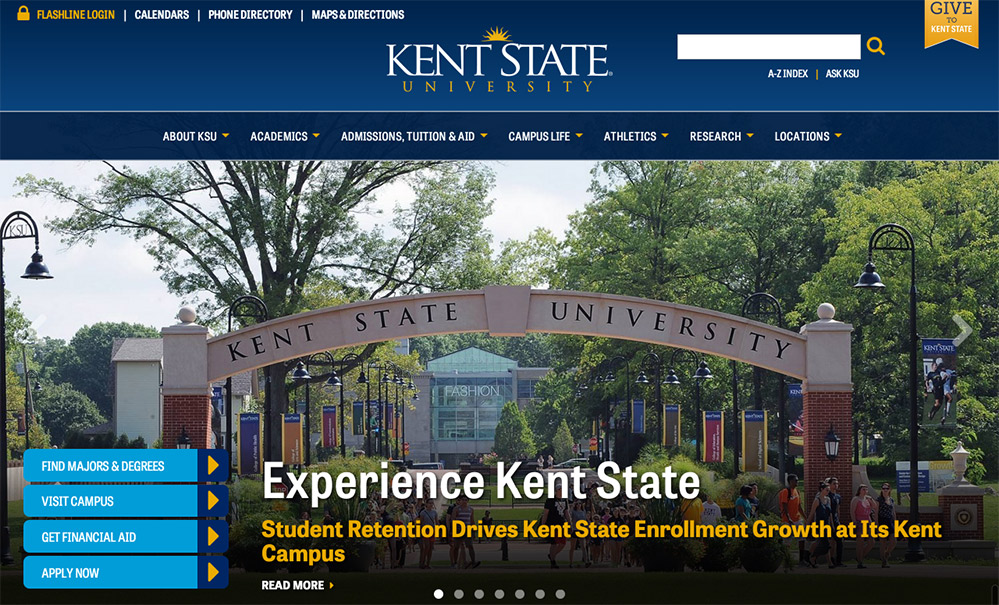 FLASHLINE LOGIN | CALENDARS | PHONE DIRECTORY | MAPS & DIRECTIONS
GIVE
TO
KENT STATE
KENT STATE
UNIVERSITY
A-Z INDEX | ASK KSU
ABOUT KSU ACADEMICS ADMISSIONS, TUITION & AID CAMPUS LIFE ATHLETICS RESEARCH LOCATIONS
KSU
KENT STATE UNIVERSITY
KENT STATE
FASHION
FIND MAJORS & DEGREES
VISIT CAMPUS
GET FINANCIAL AID
APPLY NOW
Experience Kent State
Student Retention Drives Kent State Enrollment Growth at Its Kent
Campus
READ MORE